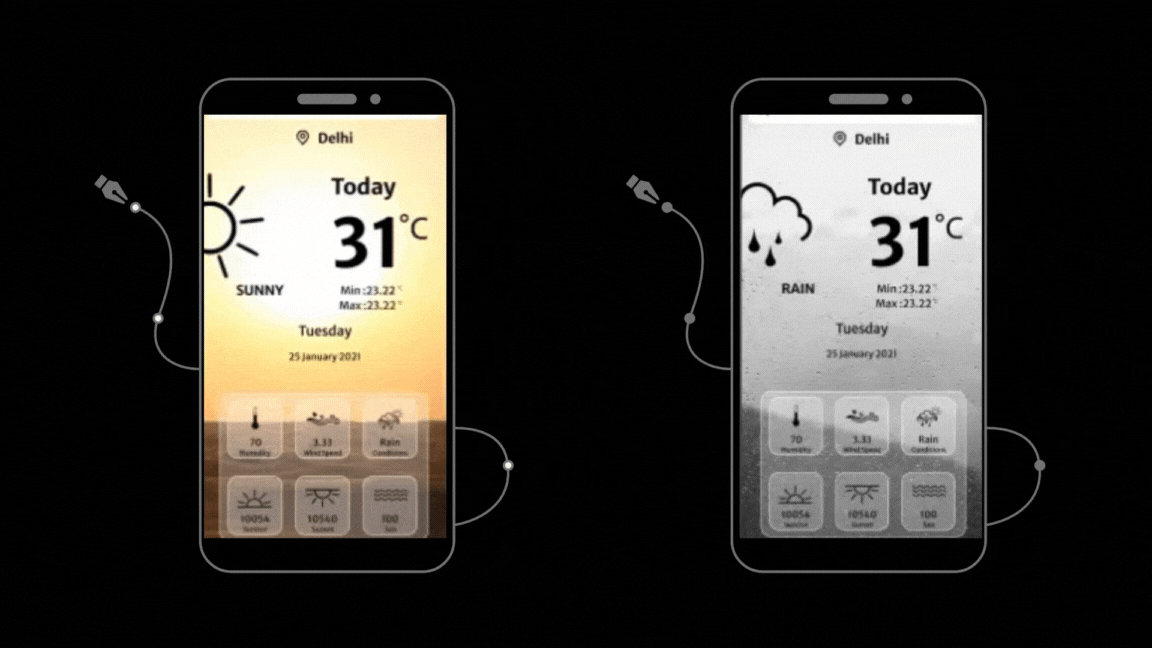 Delhi
Today
31°C
SUNNY
Min:23.22
Max:23.22
Tuesday
25 January 2021
70
Humidity
3.33
Wind Speed
Rain
Conditions
10054
Sunrise
10540
Sunset
100
Sea
Delhi
Today
31°C
RAIN
Min:23.22
Max:23.22
Tuesday
25 January 2021
70
Humidity
3.33
Wind Speed
Rain
Conditions
10054
Sunrise
10540
Sunset
100
Sea